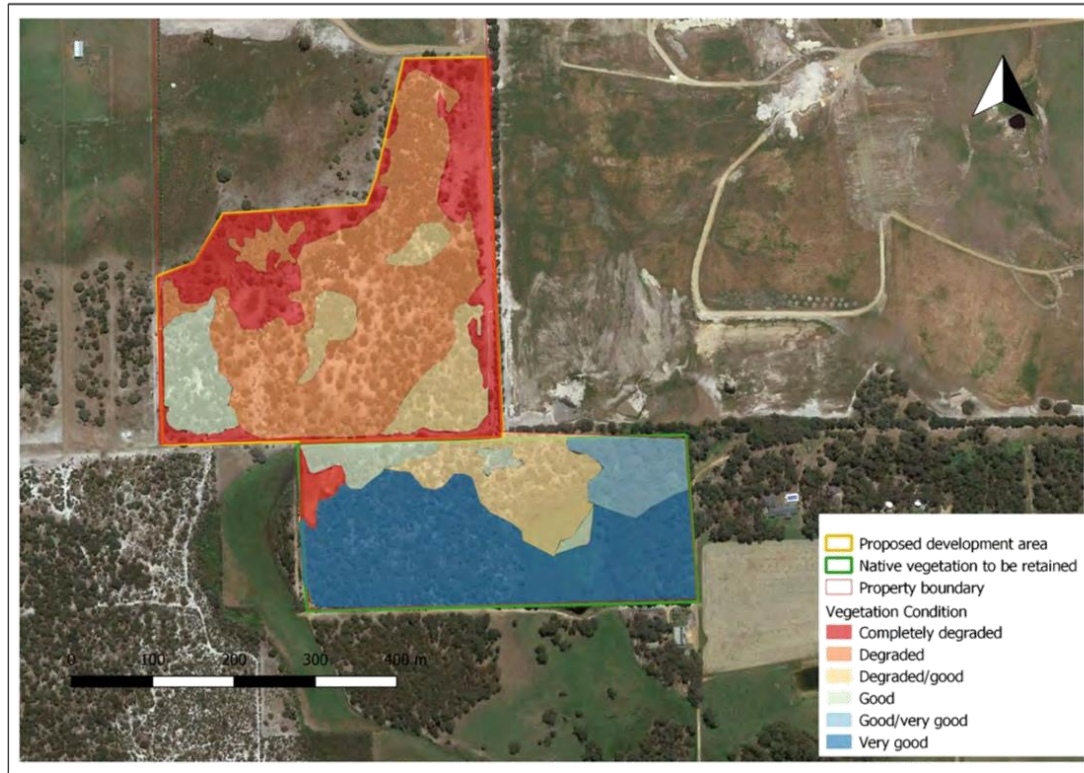 Proposed development area
Native vegetation to be retained
Property boundary
Vegetation Condition
Completely degraded
Degraded
Degraded/good
Good
Good/very good
Very good
0 100 200 300 400 m